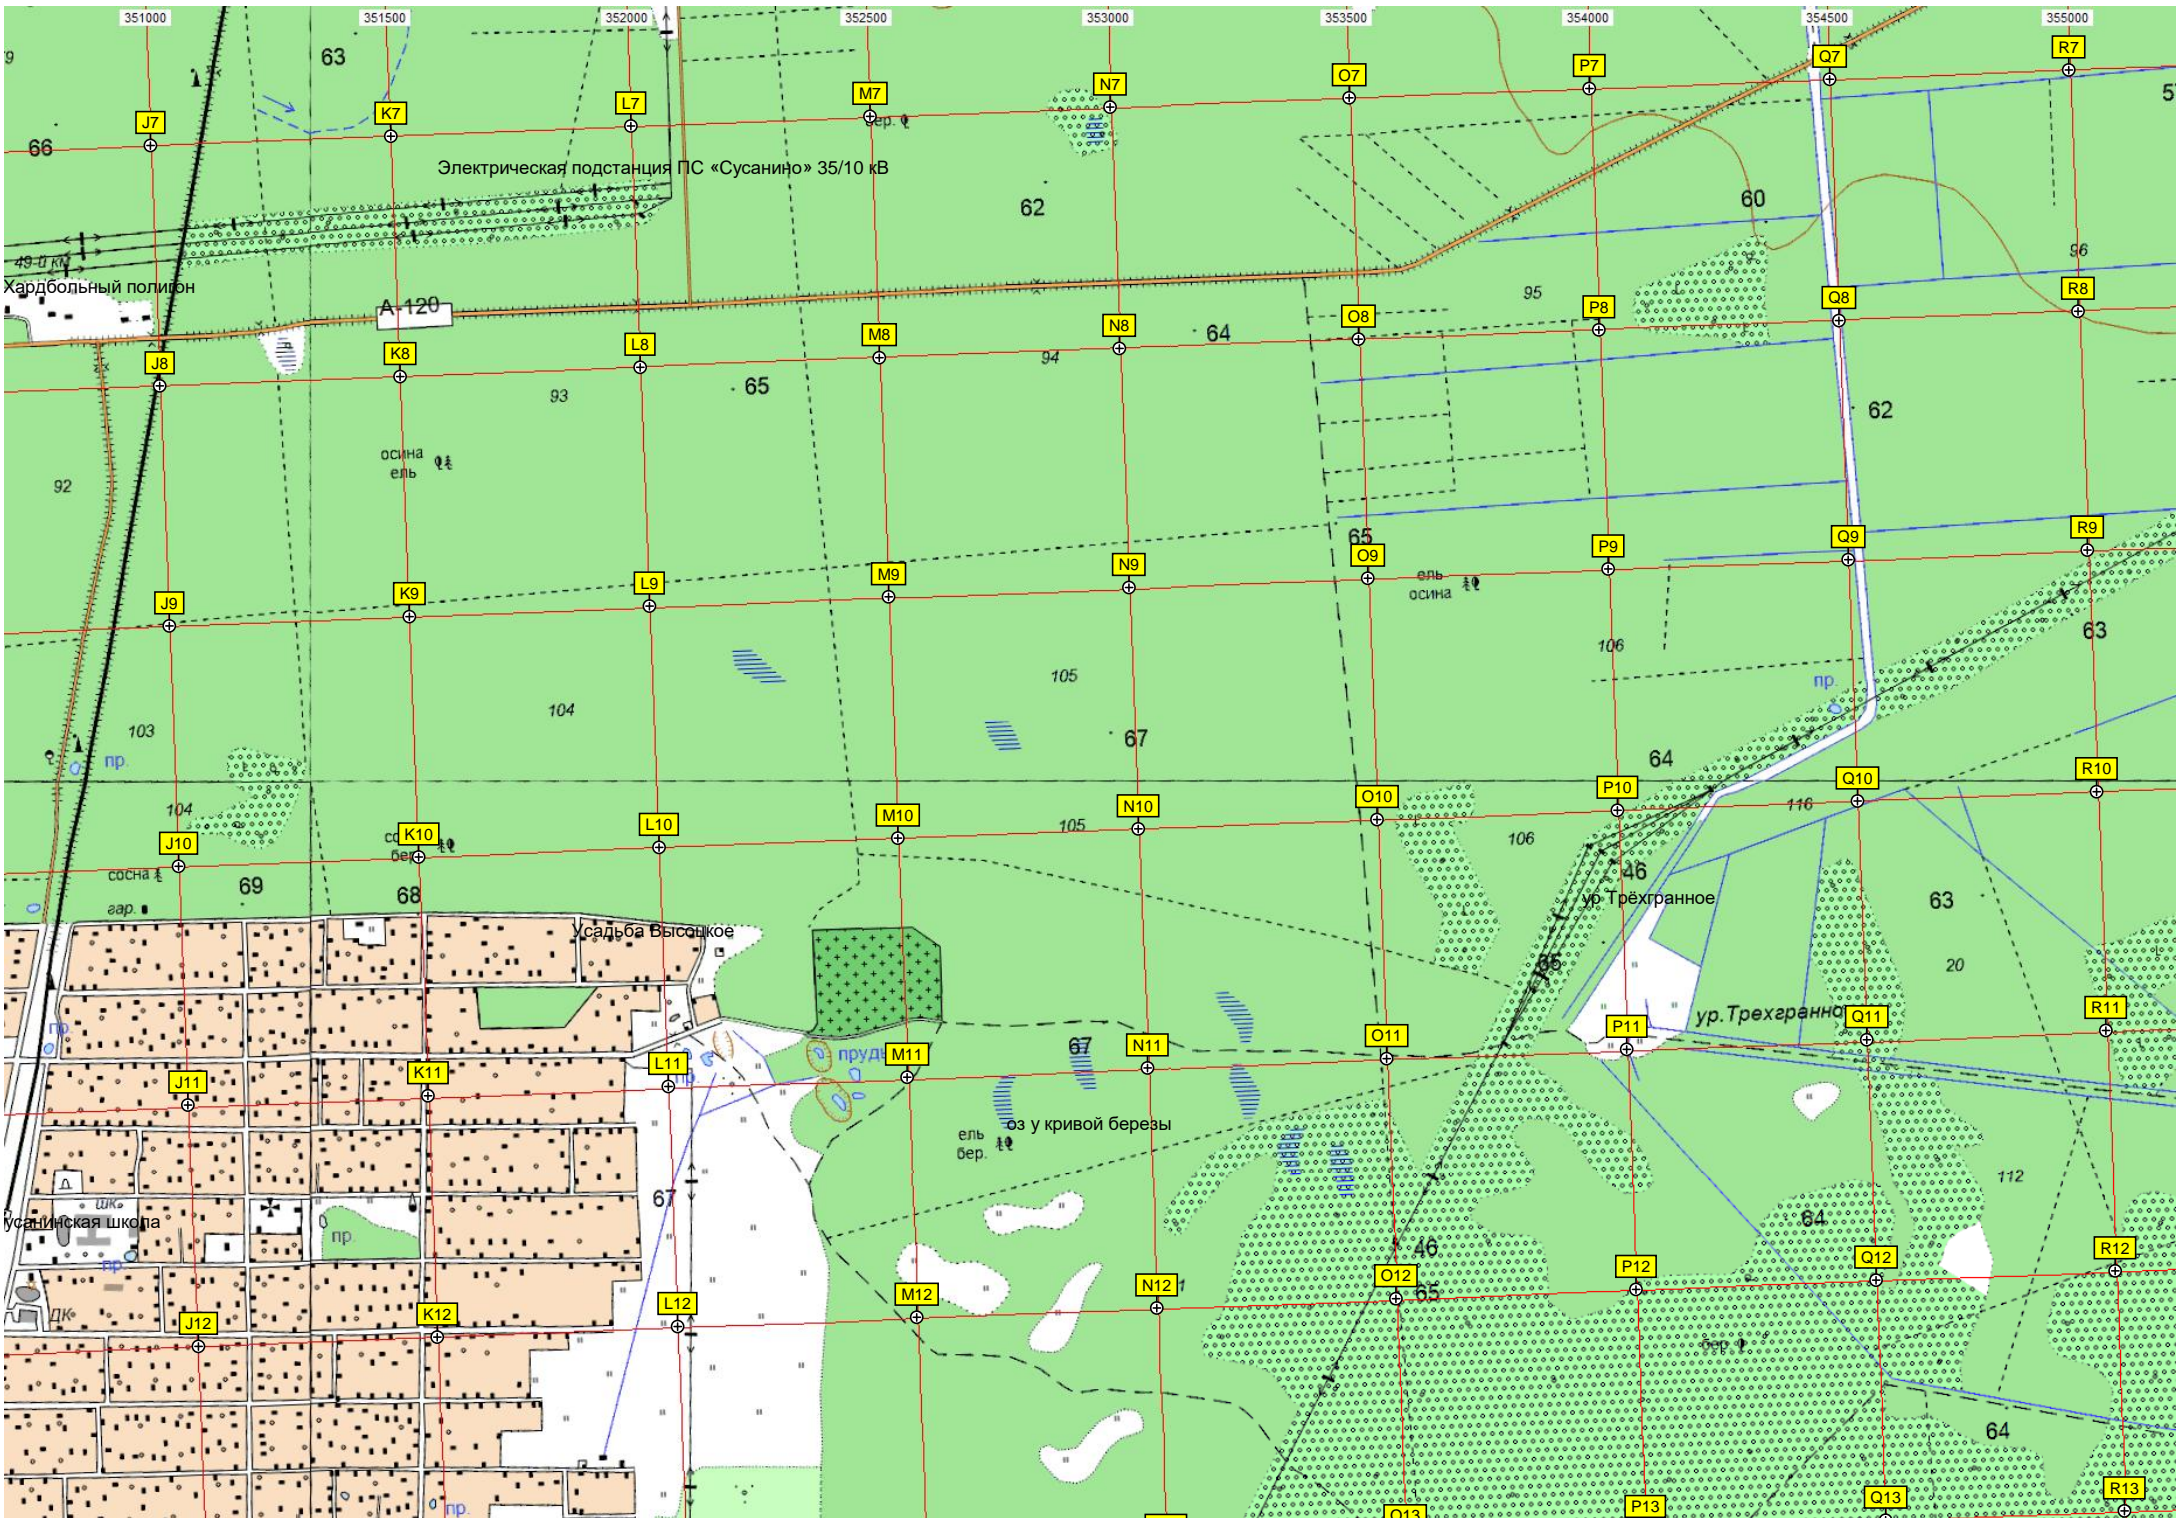 351000 351500 352000 352500 353000 353500 354000 354500 355000
63
Q7 R7
P7
O7
N7
M7
L7
K7
J7
бер.
66
Электрическая подстанция ПС «Сусанино» 35/10 кВ
62
60
49-й км
96
Хардбольный полигон
А-120
95
R8
Q8
P8
O8
N8
M8
L8
K8
J8
64
94
65
93
62
осина
ель
92
65
R9
Q9
P9
O9
N9
M9
L9
K9
J9
ель
осина
63
106
105
104
пр.
103
67
64
пр.
R10
Q10
P10
O10
N10
M10
L10
K10
J10
116
104
105
106
46
сосна
69
68
ур Трёхгранное
63
гар.
Усадьба Высоцкое
65
20
ур.Трехгранно
R11
Q11
P11
O11
N11
M11
L11
K11
J11
пр.
67
пр.
оз у кривой березы
ель
бер.
112
67
шк.
64
усанинская школа
пр.
46
пр.
R12
Q12
P12
O12
N12
M12
L12
K12
J12
65
ДК
бер.
64
R13
Q13
P13
O13
пр.